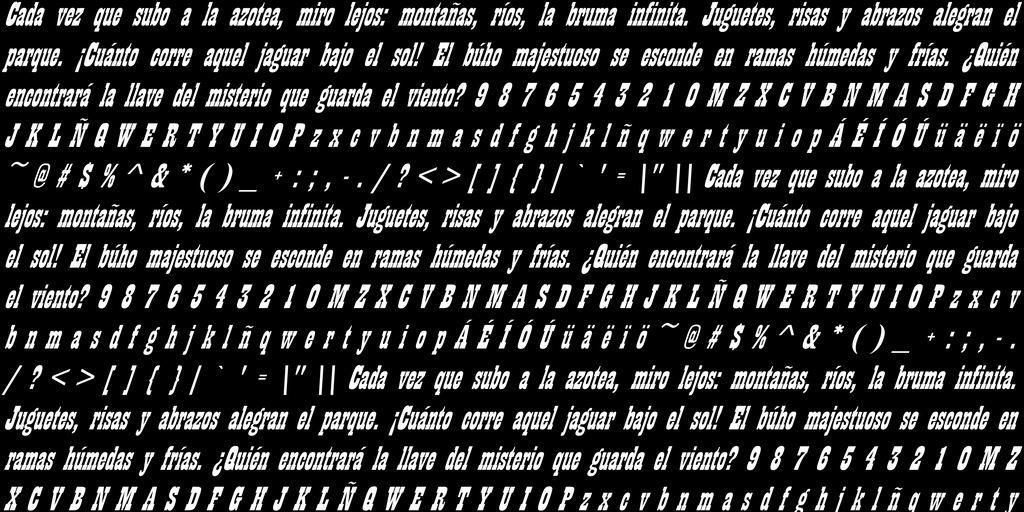 Cada vez que subo a la azotea, miro lejos: montañas, ríos, la bruma infinita. Juguetes, risas y abrazos alegran el
parque. ¡Cuánto corre aquel jaguar bajo el sol! El búho majestuoso se esconde en ramas húmedas y frías. ¿Quién
encontrará la llave del misterio que guarda el viento? 9 8 7 6 5 4 3 2 1 0 M Z X C V B N M A S D F G H
J K L Ñ Q W E R T Y U I O P z x c v b n m a s d f g h j k l ñ q w e r t y u i o p Á É Í Ó Ú ü ä ë ï ö
~ @ # $ % ^ & * ( ) _ + : ; , - . / ? < > [ ] { } | ` ' = |" || Cada vez que subo a la azotea, miro
lejos: montañas, ríos, la bruma infinita. Juguetes, risas y abrazos alegran el parque. ¡Cuánto corre aquel jaguar bajo
el sol! El búho majestuoso se esconde en ramas húmedas y frías. ¿Quién encontrará la llave del misterio que guarda
el viento? 9 8 7 6 5 4 3 2 1 0 M Z X C V B N M A S D F G H J K L Ñ Q W E R T Y U I O P z x c v
b n m a s d f g h j k l ñ q w e r t y u i o p Á É Í Ó Ú ü ä ë ï ö ~ @ # $ % ^ & * ( ) _ + : ; , - .
/ ? < > [ ] { } | ` ' = |" || Cada vez que subo a la azotea, miro lejos: montañas, ríos, la bruma infinita.
Juguetes, risas y abrazos alegran el parque. ¡Cuánto corre aquel jaguar bajo el sol! El búho majestuoso se esconde en
ramas húmedas y frías. ¿Quién encontrará la llave del misterio que guarda el viento? 9 8 7 6 5 4 3 2 1 0 M Z
X C V B N M A S D F G H J K L Ñ Q W E R T Y U I O P z x c v b n m a s d f g h j k l ñ q w e r t y